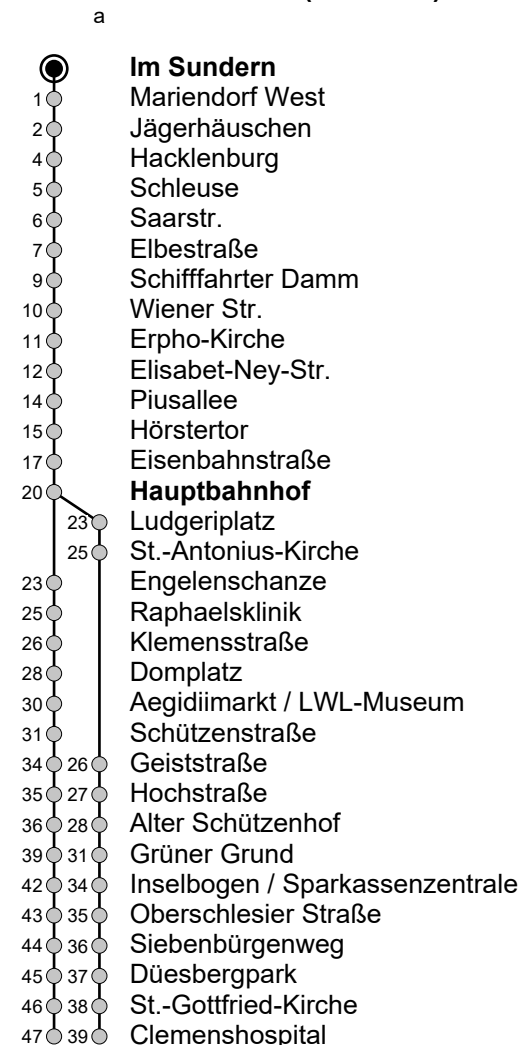 a
Im Sundern
1 Mariendorf West
2 Jägerhäuschen
4 Hacklenburg
5 Schleuse
6 Saarstr.
7 Elbestraße
9 Schifffahrter Damm
10 Wiener Str.
11 Erpho-Kirche
12 Elisabet-Ney-Str.
14 Piusallee
15 Hörstertor
17 Eisenbahnstraße
20 Hauptbahnhof
23 Ludgeriplatz
25 St.-Antonius-Kirche
23 Engelenschanze
25 Raphaelsklinik
26 Klemensstraße
28 Domplatz
30 Aegidiimarkt / LWL-Museum
31 Schützenstraße
34 26 Geiststraße
35 27 Hochstraße
36 28 Alter Schützenhof
39 31 Grüner Grund
42 34 Inselbogen / Sparkassenzentrale
43 35 Oberschlesier Straße
44 36 Siebenbürgenweg
45 37 Düesbergpark
46 38 St.-Gottfried-Kirche
47 39 Clemenshospital